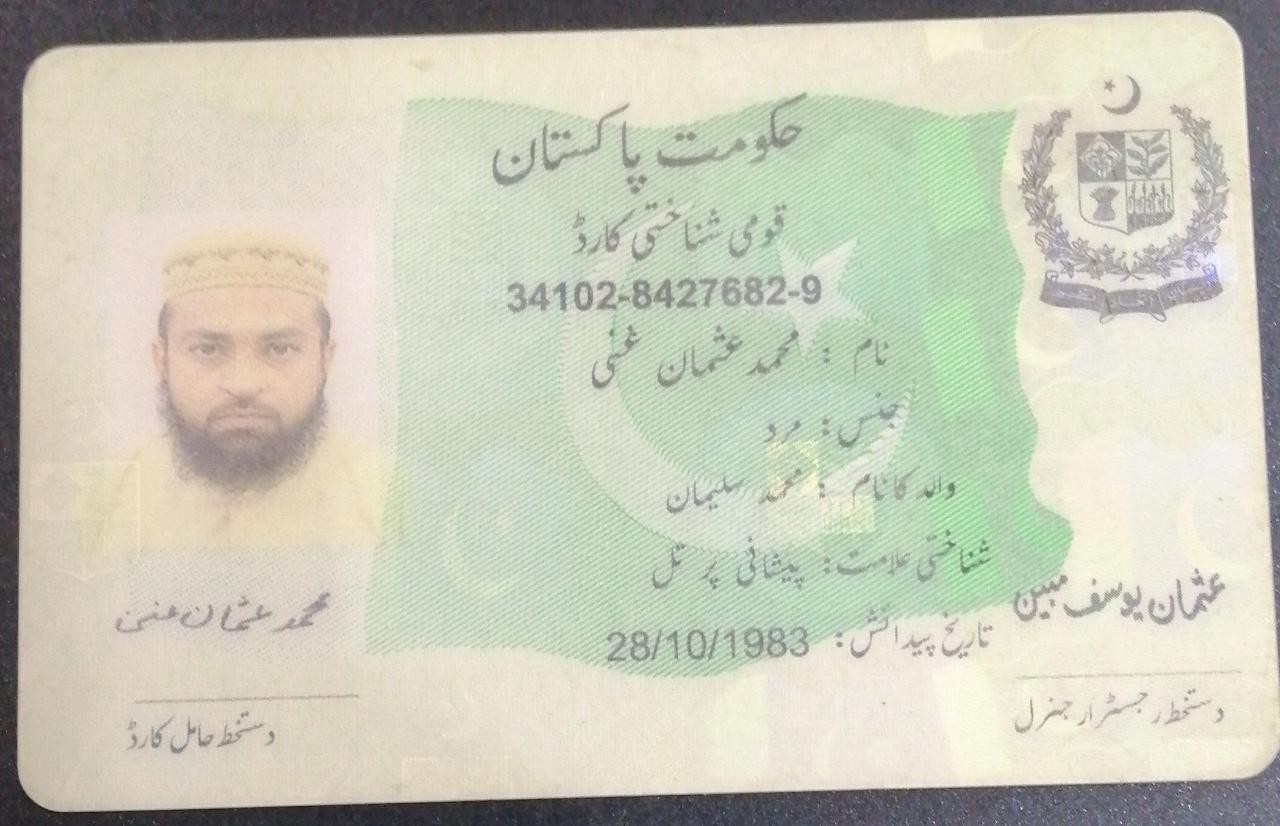 حکومت پاکستان
قومی شناختی کارڈ
34102-8427682-9
نام : محمد عثمان غنی
جنس: مرد
والد کا نام : محمد سلیمان
شناختی علامت: پیشانی پر تل
تاریخ پیدائش: 28/10/1983
عثمان یوسف مبین
دستخط رجسٹرار جنرل
محمد عثمان غنی
دستخط حامل کارڈ